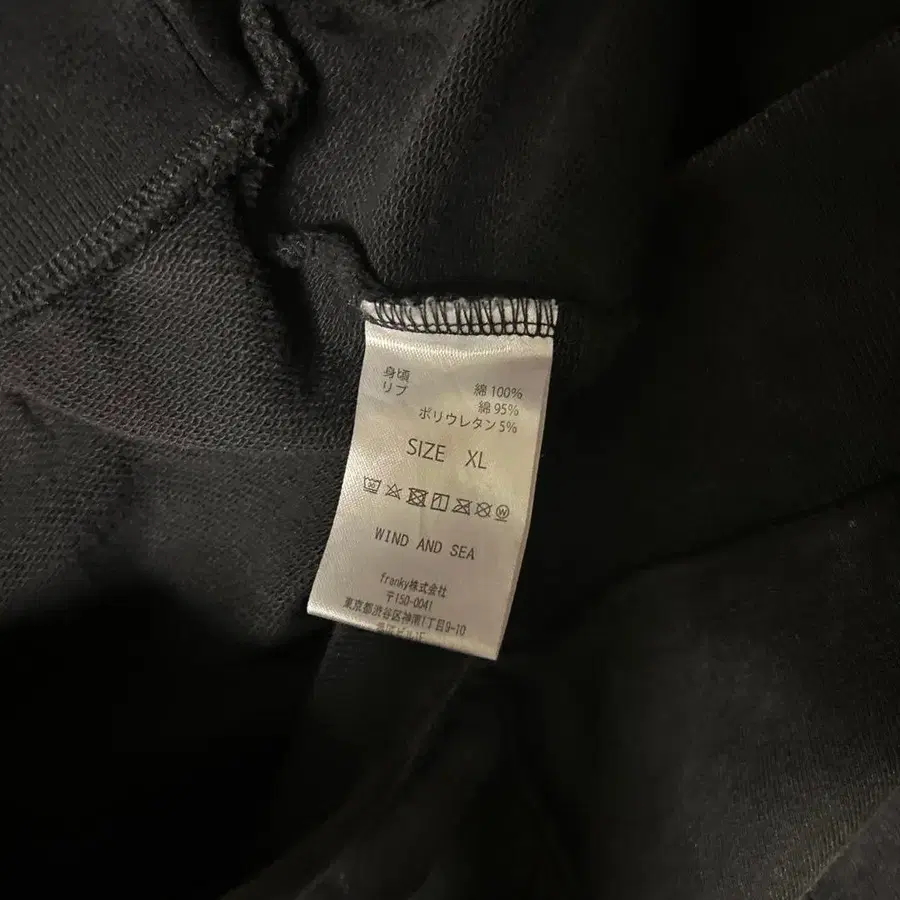 身頃 綿 100%
リブ 綿 95%
ポリウレタン 5%
SIZE XL
WIND AND SEA
franky株式会社
〒150-0041
東京都渋谷区神南1丁目9-10